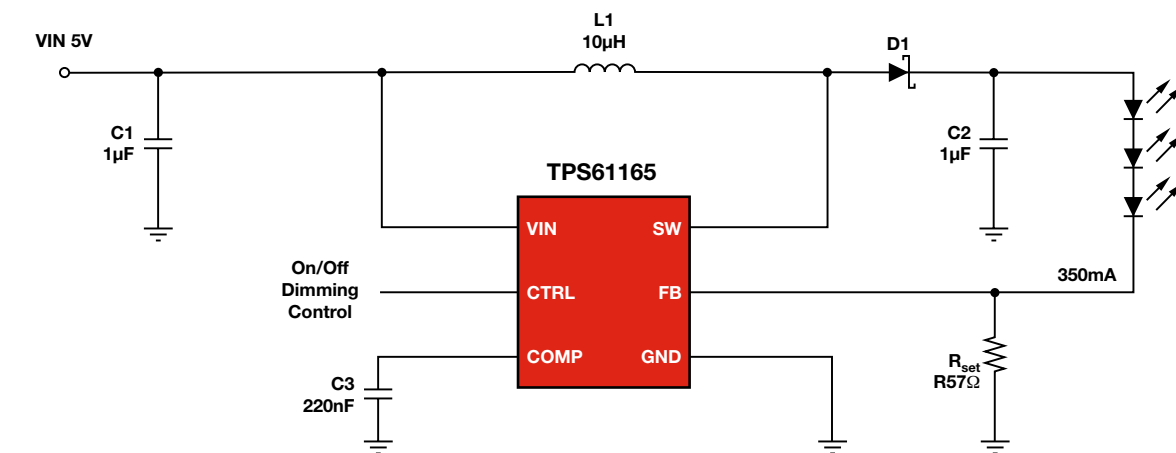 VIN 5V
L1
10µH
D1
C1
1µF
C2
1µF
TPS61165
VIN
SW
On/Off
Dimming
Control
CTRL
FB
350mA
COMP
GND
C3
220nF
Rset
R57Ω